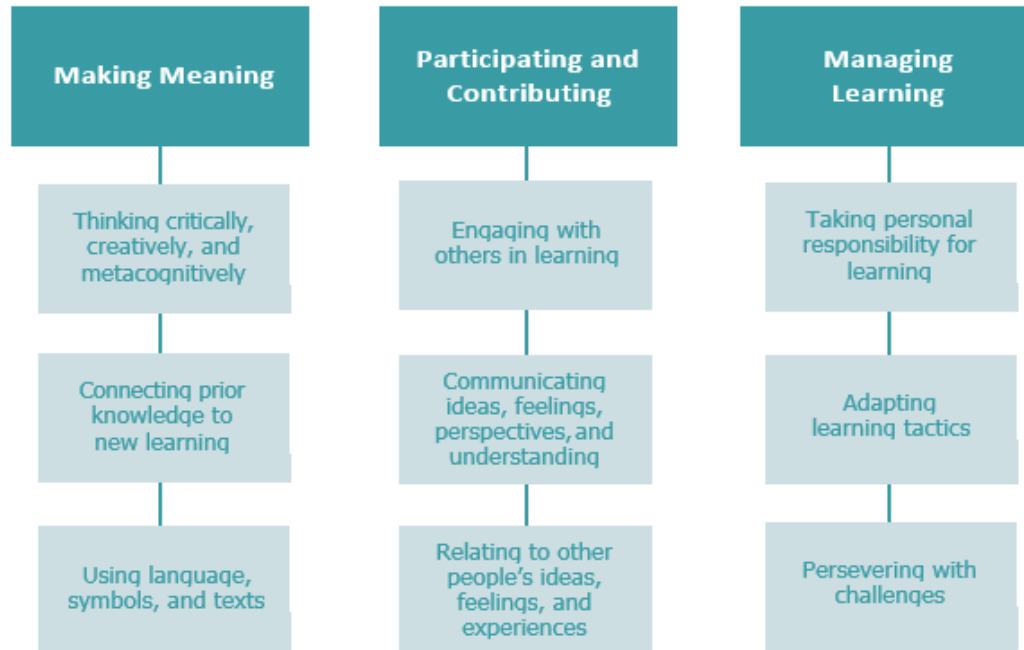 Making Meaning
Thinking critically,
creatively, and
metacognitively
Connecting prior
knowledge to
new learning
Using language,
symbols, and texts
Participating and
Contributing
Engaging with
others in learning
Communicating
ideas, feelings,
perspectives, and
understanding
Relating to other
people's ideas,
feelings, and
experiences
Managing
Learning
Taking personal
responsibility for
learning
Adapting
learning tactics
Persevering with
challenges